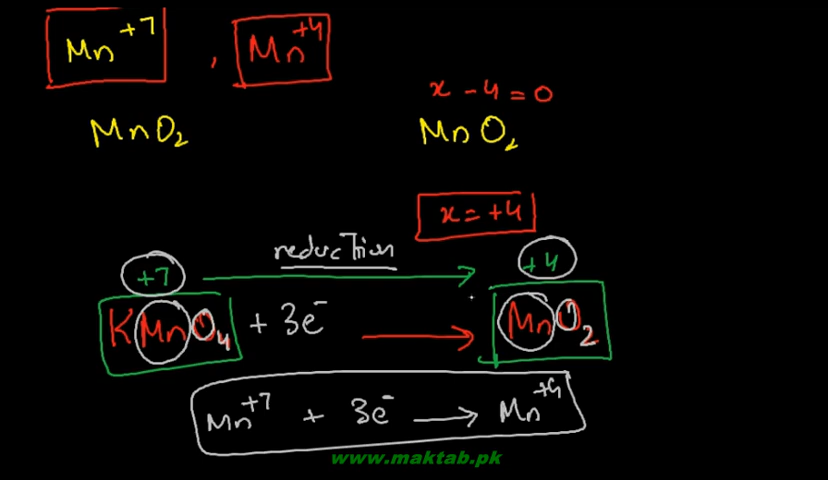 Mn+7 , Mn+4
x - 4 = 0
MnO2 MnO2
x = +4
reduction
+7 +4
KMnO4 + 3e- → MnO2
Mn+7 + 3e- → Mn+4
www.maktab.pk